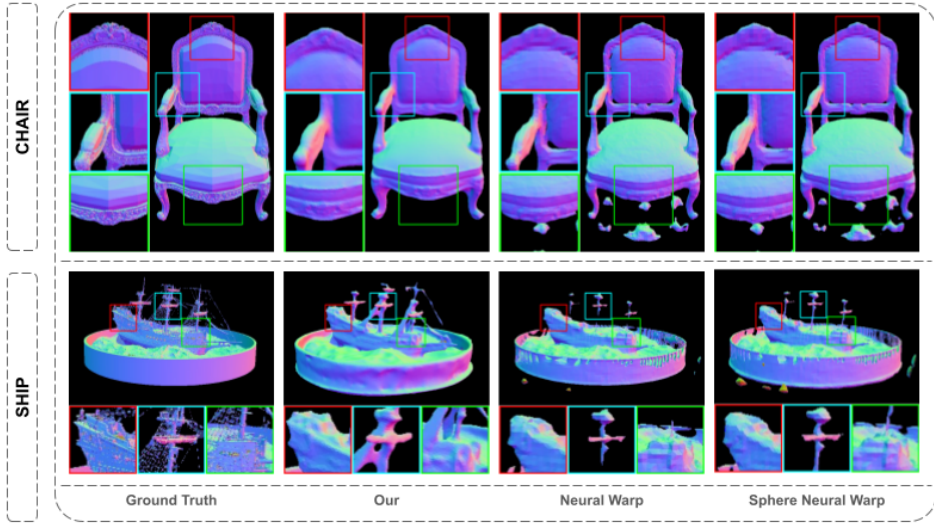 CHAIR
SHIP
Ground Truth
Our
Neural Warp
Sphere Neural Warp